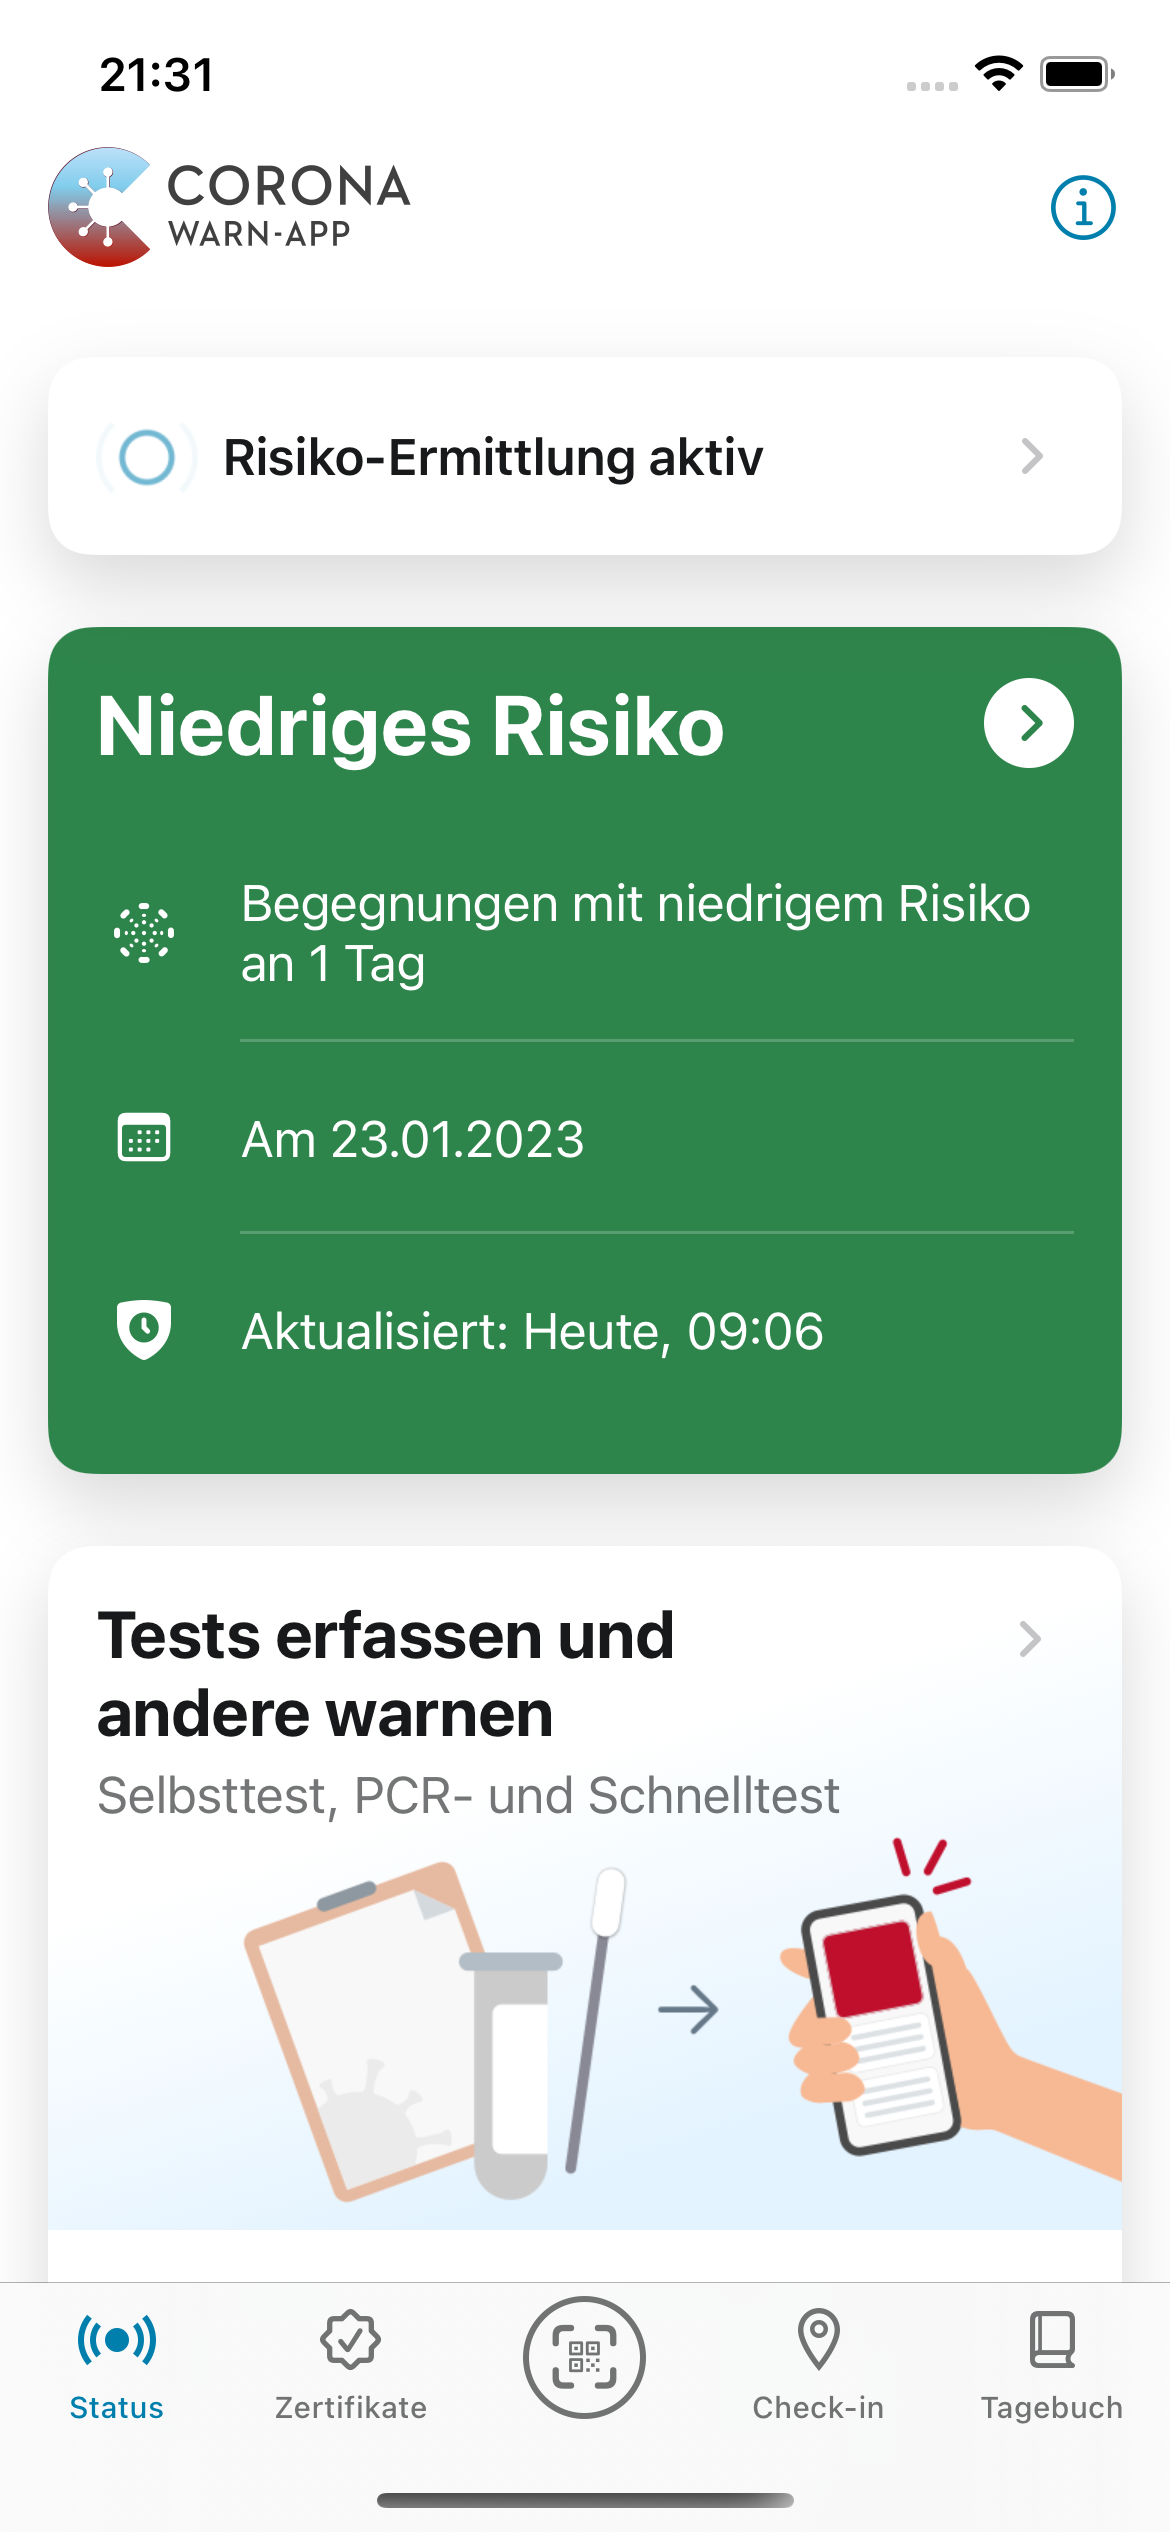 21:31
CORONA
WARN-APP
Risiko-Ermittlung aktiv
Niedriges Risiko
Begegnungen mit niedrigem Risiko
an 1 Tag
Am 23.01.2023
Aktualisiert: Heute, 09:06
Tests erfassen und
andere warnen
Selbsttest, PCR- und Schnelltest
Status
Zertifikate
Check-in
Tagebuch